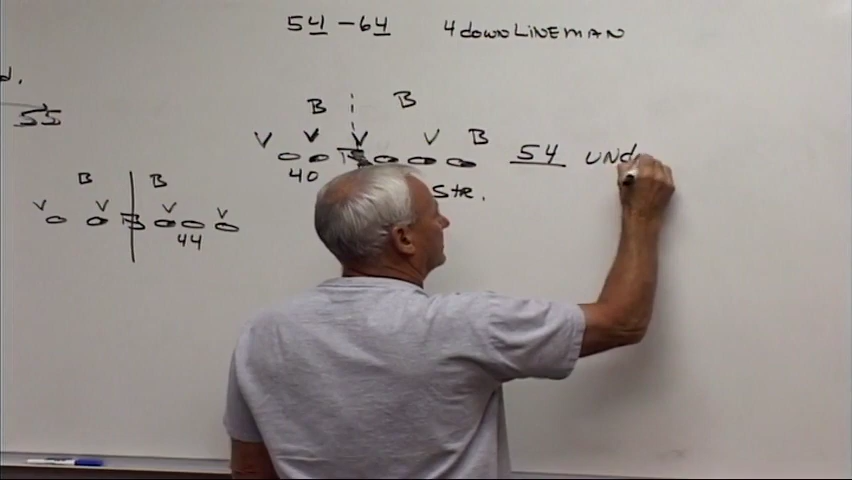 54 - 64 4 down LiNEMAN
d.
55
B B
V V V V B
54 UNd
40
Str.
B B
V V V V
44